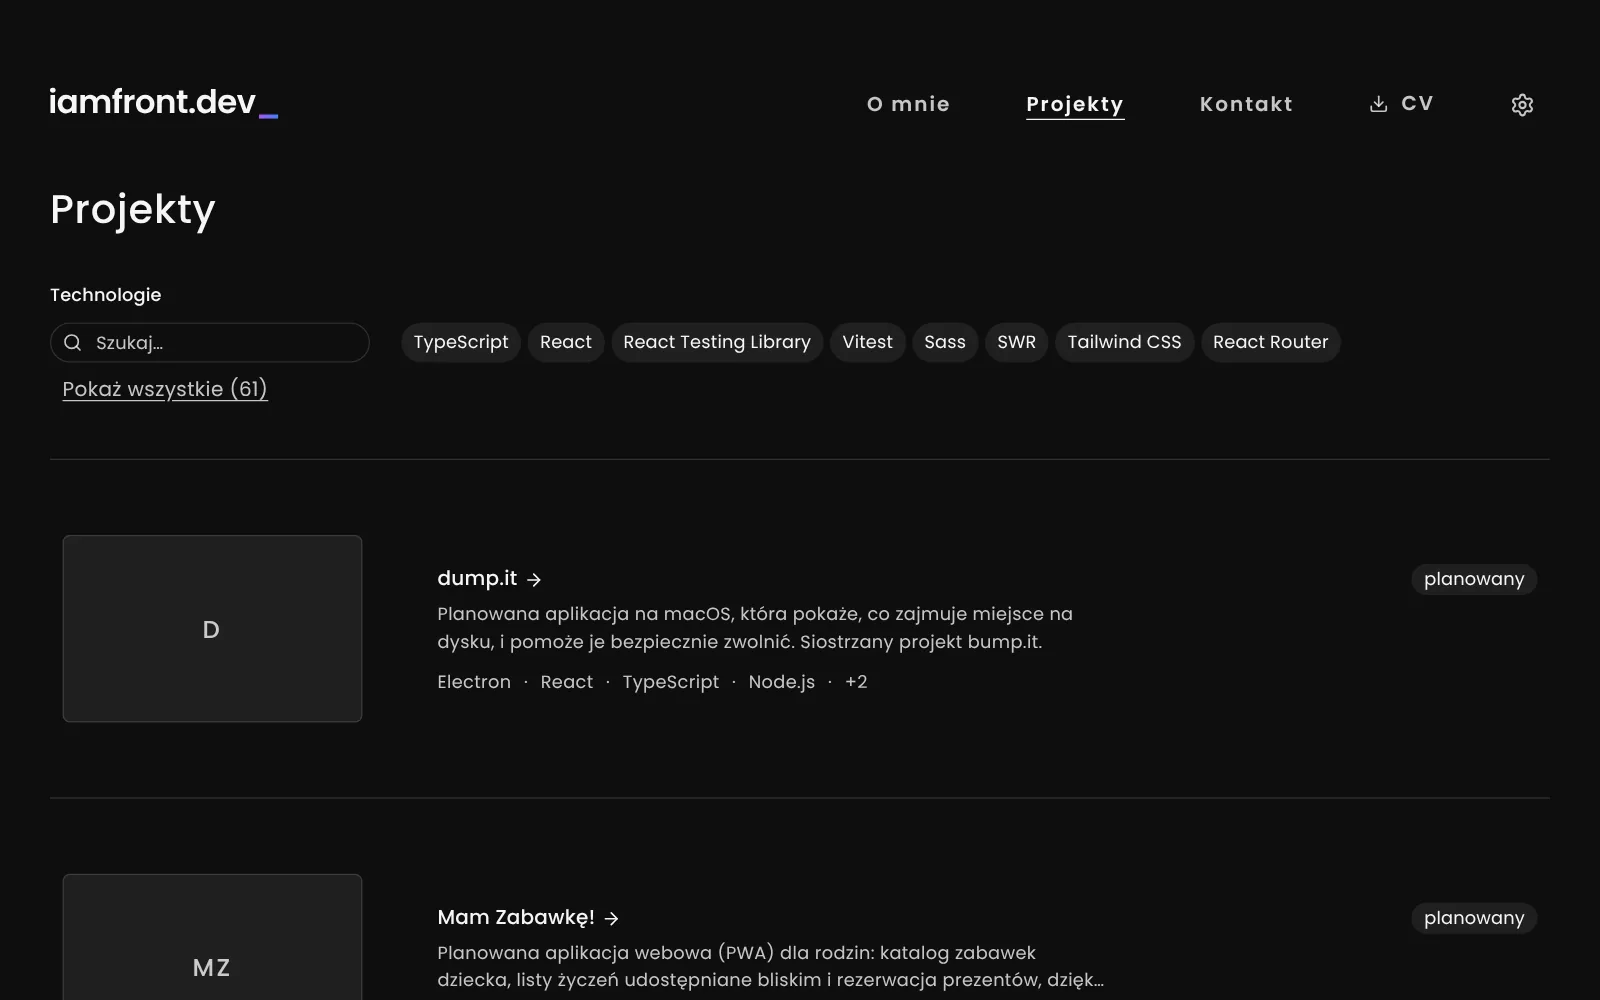 iamfront.dev_
O mnie
Projekty
Kontakt
CV
Projekty
Technologie
Szukaj…
TypeScript
React
React Testing Library
Vitest
Sass
SWR
Tailwind CSS
React Router
Pokaż wszystkie (61)
D
dump.it →
planowany
Planowana aplikacja na macOS, która pokaże, co zajmuje miejsce na
dysku, i pomoże je bezpiecznie zwolnić. Siostrzany projekt bump.it.
Electron · React · TypeScript · Node.js · +2
MZ
Mam Zabawkę! →
planowany
Planowana aplikacja webowa (PWA) dla rodzin: katalog zabawek
dziecka, listy życzeń udostępniane bliskim i rezerwacja prezentów, dzięk…